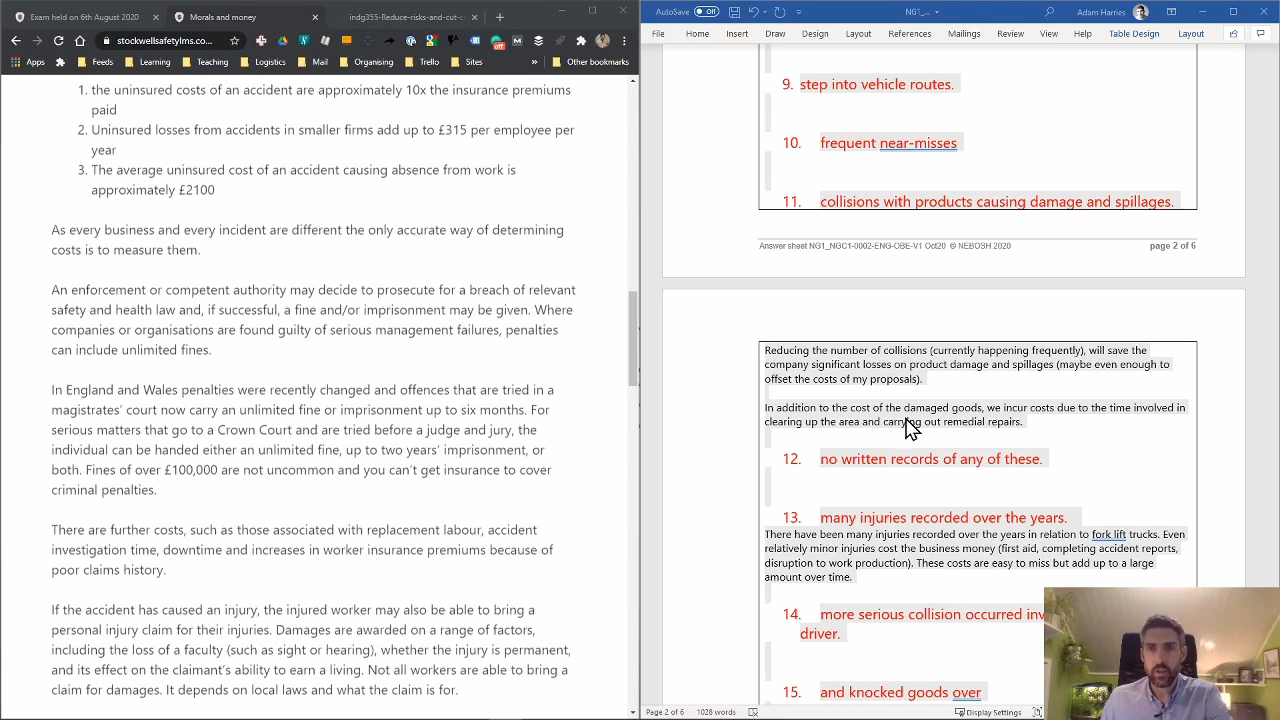 Exam held on 6th August 2020
Morals and money
indg355-Reduce-risks-and-cut-c
stockwellsafetylms.co...
Apps
Feeds
Learning
Teaching
Logistics
Mail
Organising
Trello
Sites
Other bookmarks
1. the uninsured costs of an accident are approximately 10x the insurance premiums
paid
2. Uninsured losses from accidents in smaller firms add up to £315 per employee per
year
3. The average uninsured cost of an accident causing absence from work is
approximately £2100
As every business and every incident are different the only accurate way of determining
costs is to measure them.
An enforcement or competent authority may decide to prosecute for a breach of relevant
safety and health law and, if successful, a fine and/or imprisonment may be given. Where
companies or organisations are found guilty of serious management failures, penalties
can include unlimited fines.
In England and Wales penalties were recently changed and offences that are tried in a
magistrates' court now carry an unlimited fine or imprisonment up to six months. For
serious matters that go to a Crown Court and are tried before a judge and jury, the
individual can be handed either an unlimited fine, up to two years' imprisonment, or
both. Fines of over £100,000 are not uncommon and you can't get insurance to cover
criminal penalties.
There are further costs, such as those associated with replacement labour, accident
investigation time, downtime and increases in worker insurance premiums because of
poor claims history.
If the accident has caused an injury, the injured worker may also be able to bring a
personal injury claim for their injuries. Damages are awarded on a range of factors,
including the loss of a faculty (such as sight or hearing), whether the injury is permanent,
and its effect on the claimant's ability to earn a living. Not all workers are able to bring a
claim for damages. It depends on local laws and what the claim is for.
AutoSave Off
NG1_...
Adam Harries
File
Home
Insert
Draw
Design
Layout
References
Mailings
Review
View
Help
Table Design
Layout
9. step into vehicle routes.
10. frequent near-misses
11. collisions with products causing damage and spillages.
Answer sheet NG1_NGC1-0002-ENG-OBE-V1 Oct20 © NEBOSH 2020 page 2 of 6
Reducing the number of collisions (currently happening frequently), will save the
company significant losses on product damage and spillages (maybe even enough to
offset the costs of my proposals).
In addition to the cost of the damaged goods, we incur costs due to the time involved in
clearing up the area and carrying out remedial repairs.
12. no written records of any of these.
13. many injuries recorded over the years.
There have been many injuries recorded over the years in relation to fork lift trucks. Even
relatively minor injuries cost the business money (first aid, completing accident reports,
disruption to work production). These costs are easy to miss but add up to a large
amount over time.
14. more serious collision occurred inv
driver.
15. and knocked goods over
Page 2 of 6
1028 words
Display Settings